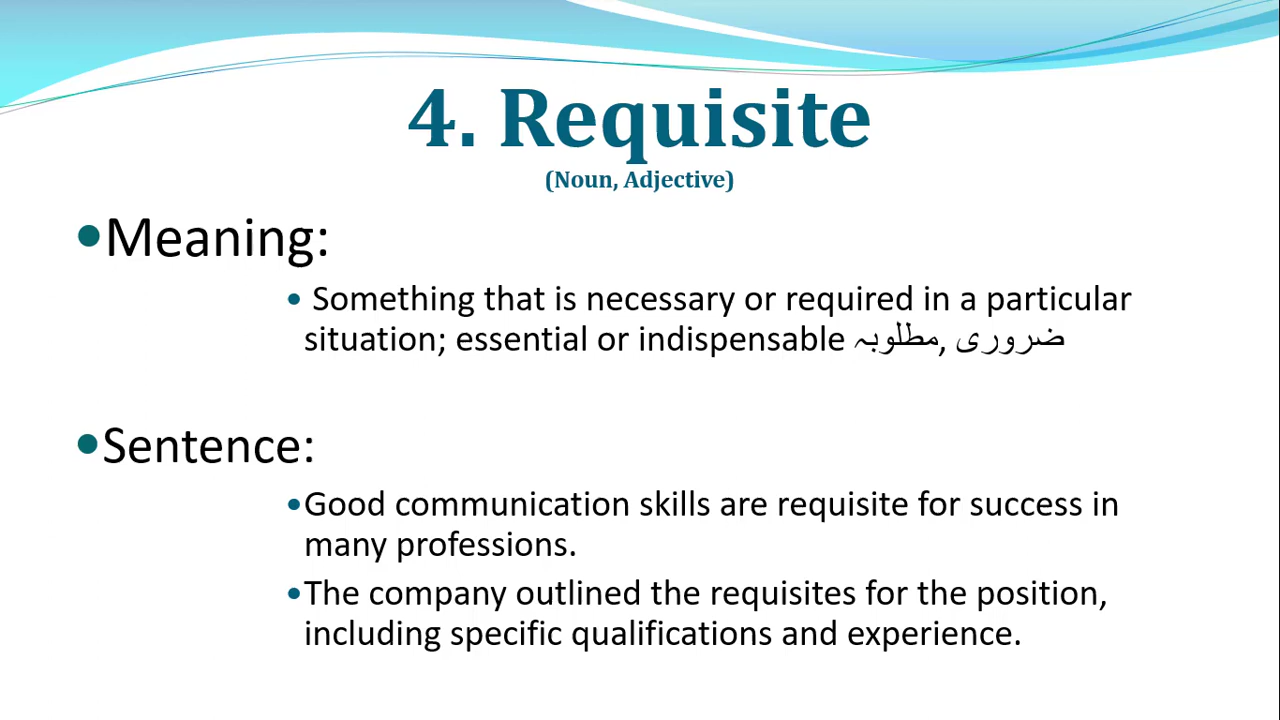 4. Requisite
(Noun, Adjective)
•Meaning:
• Something that is necessary or required in a particular
situation; essential or indispensable ضروری, مطلوبہ
•Sentence:
•Good communication skills are requisite for success in
many professions.
•The company outlined the requisites for the position,
including specific qualifications and experience.